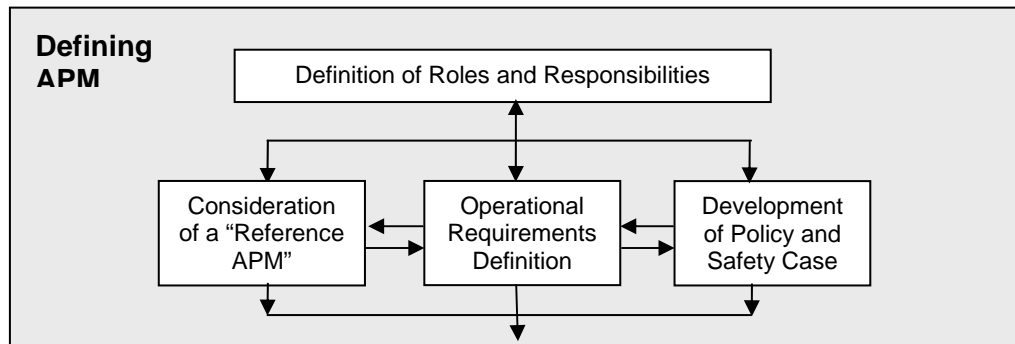 Defining
APM
Definition of Roles and Responsibilities
Consideration
of a “Reference
APM”
Operational
Requirements
Definition
Development
of Policy and
Safety Case